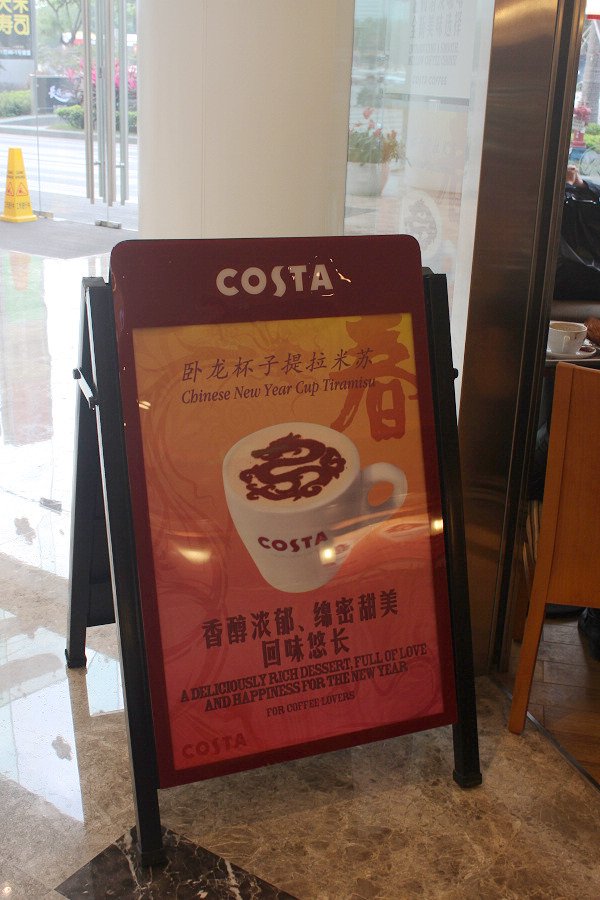 COSTA
卧龙杯子提拉米苏
Chinese New Year Cup Tiramisu
春
COSTA
香醇浓郁、绵密甜美
回味悠长
A DELICIOUSLY RICH DESSERT, FULL OF LOVE
AND HAPPINESS FOR THE NEW YEAR
FOR COFFEE LOVERS
COSTA